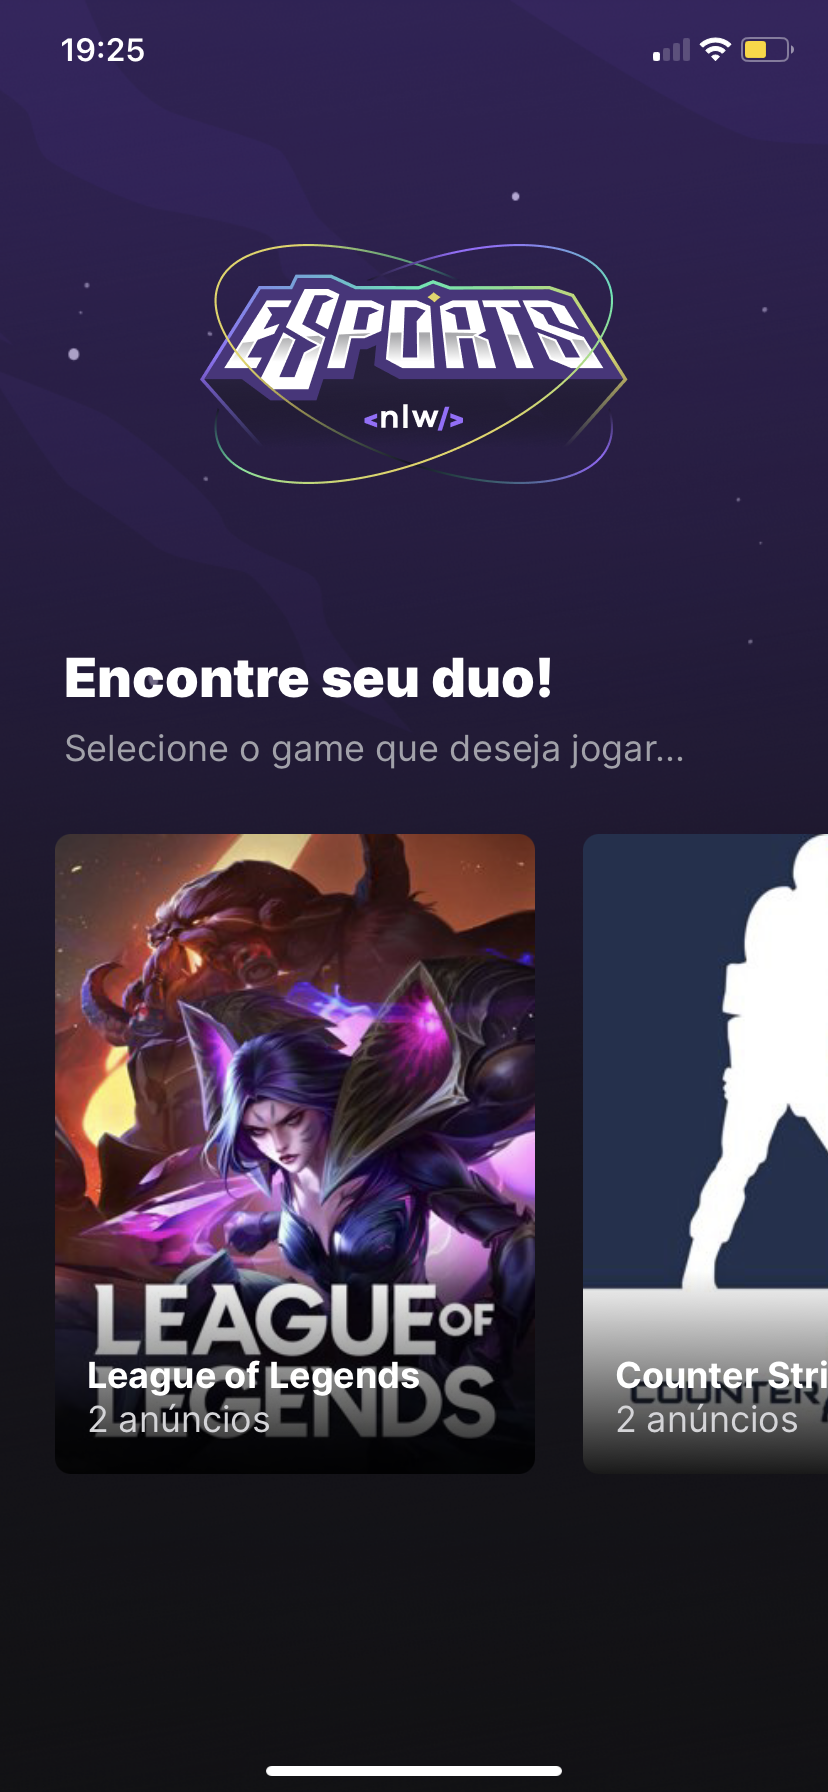 19:25
ESPORTS
<nlw/>
Encontre seu duo!
Selecione o game que deseja jogar...
LEAGUE OF
LEGENDS
League of Legends
2 anúncios
COUNTER
Counter Stri
2 anúncios